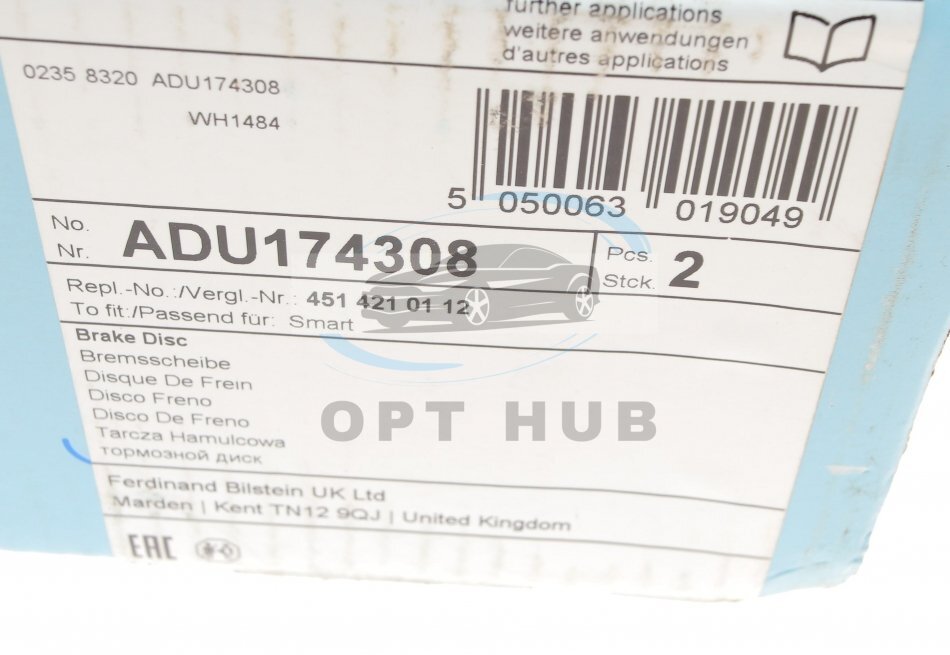 further applications
weitere anwendungen
d'autres applications
0235 8320 ADU174308
WH1484
5 050063 019049
No.
Nr. ADU174308
Pcs.
Stck. 2
Repl.-No.:/Vergl.-Nr.: 451 421 01 12
To fit:/Passend für: Smart
Brake Disc
Bremsscheibe
Disque De Frein
Disco Freno
Disco De Freno
Tarcza Hamulcowa
тормозной диск
OPT HUB
Ferdinand Bilstein UK Ltd
Marden | Kent TN12 9QJ | United Kingdom
EAC